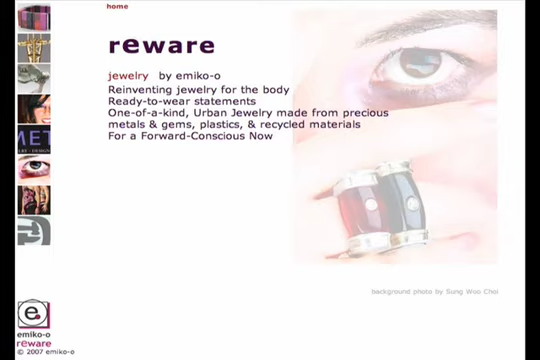 home
reware
jewelry by emiko-o
Reinventing jewelry for the body
Ready-to-wear statements
One-of-a-kind, Urban Jewelry made from precious
metals & gems, plastics, & recycled materials
For a Forward-Conscious Now
MET
background photo by Sung Woo Choi
e.
emiko-o
reware
© 2007 emiko-o